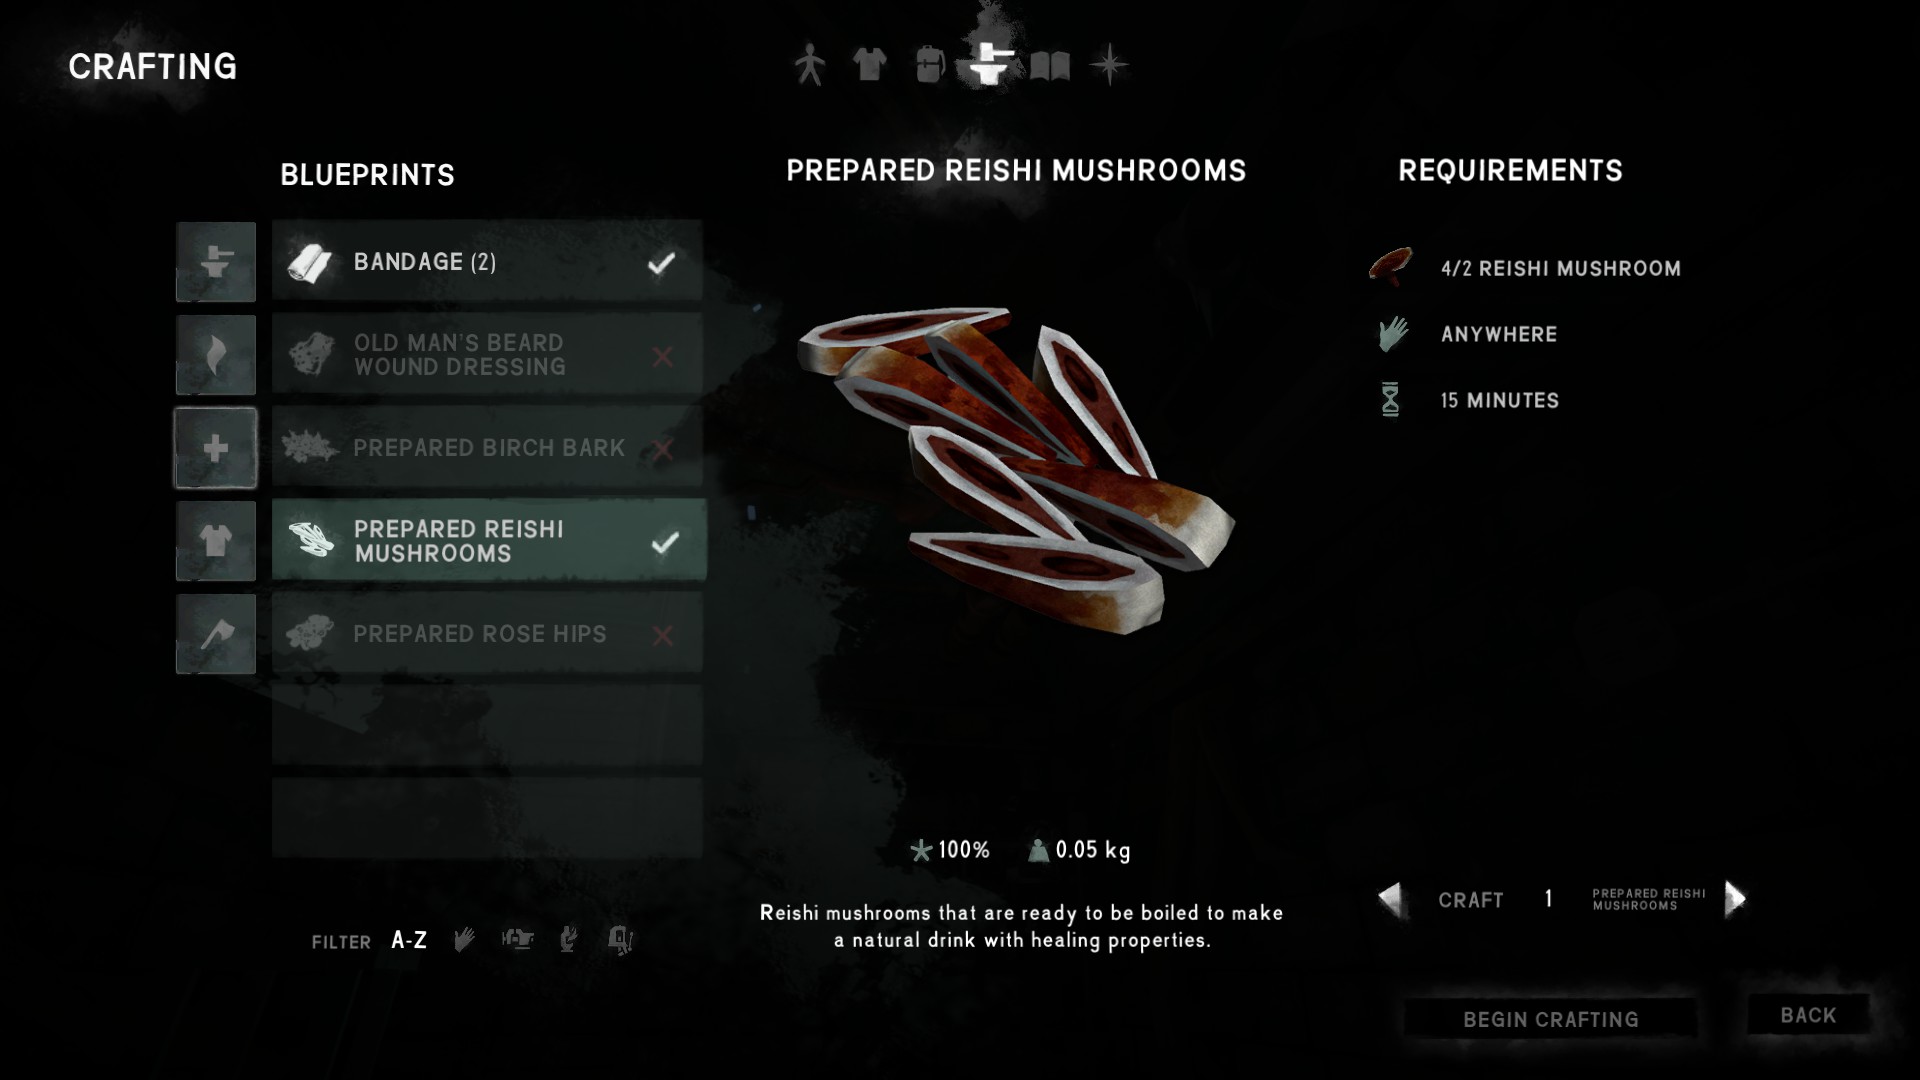 CRAFTING
BLUEPRINTS
BANDAGE (2)
OLD MAN'S BEARD
WOUND DRESSING
PREPARED BIRCH BARK
PREPARED REISHI
MUSHROOMS
PREPARED ROSE HIPS
FILTER A-Z
PREPARED REISHI MUSHROOMS
100% 0.05 kg
Reishi mushrooms that are ready to be boiled to make
a natural drink with healing properties.
REQUIREMENTS
4/2 REISHI MUSHROOM
ANYWHERE
15 MINUTES
CRAFT 1 PREPARED REISHI
MUSHROOMS
BEGIN CRAFTING
BACK